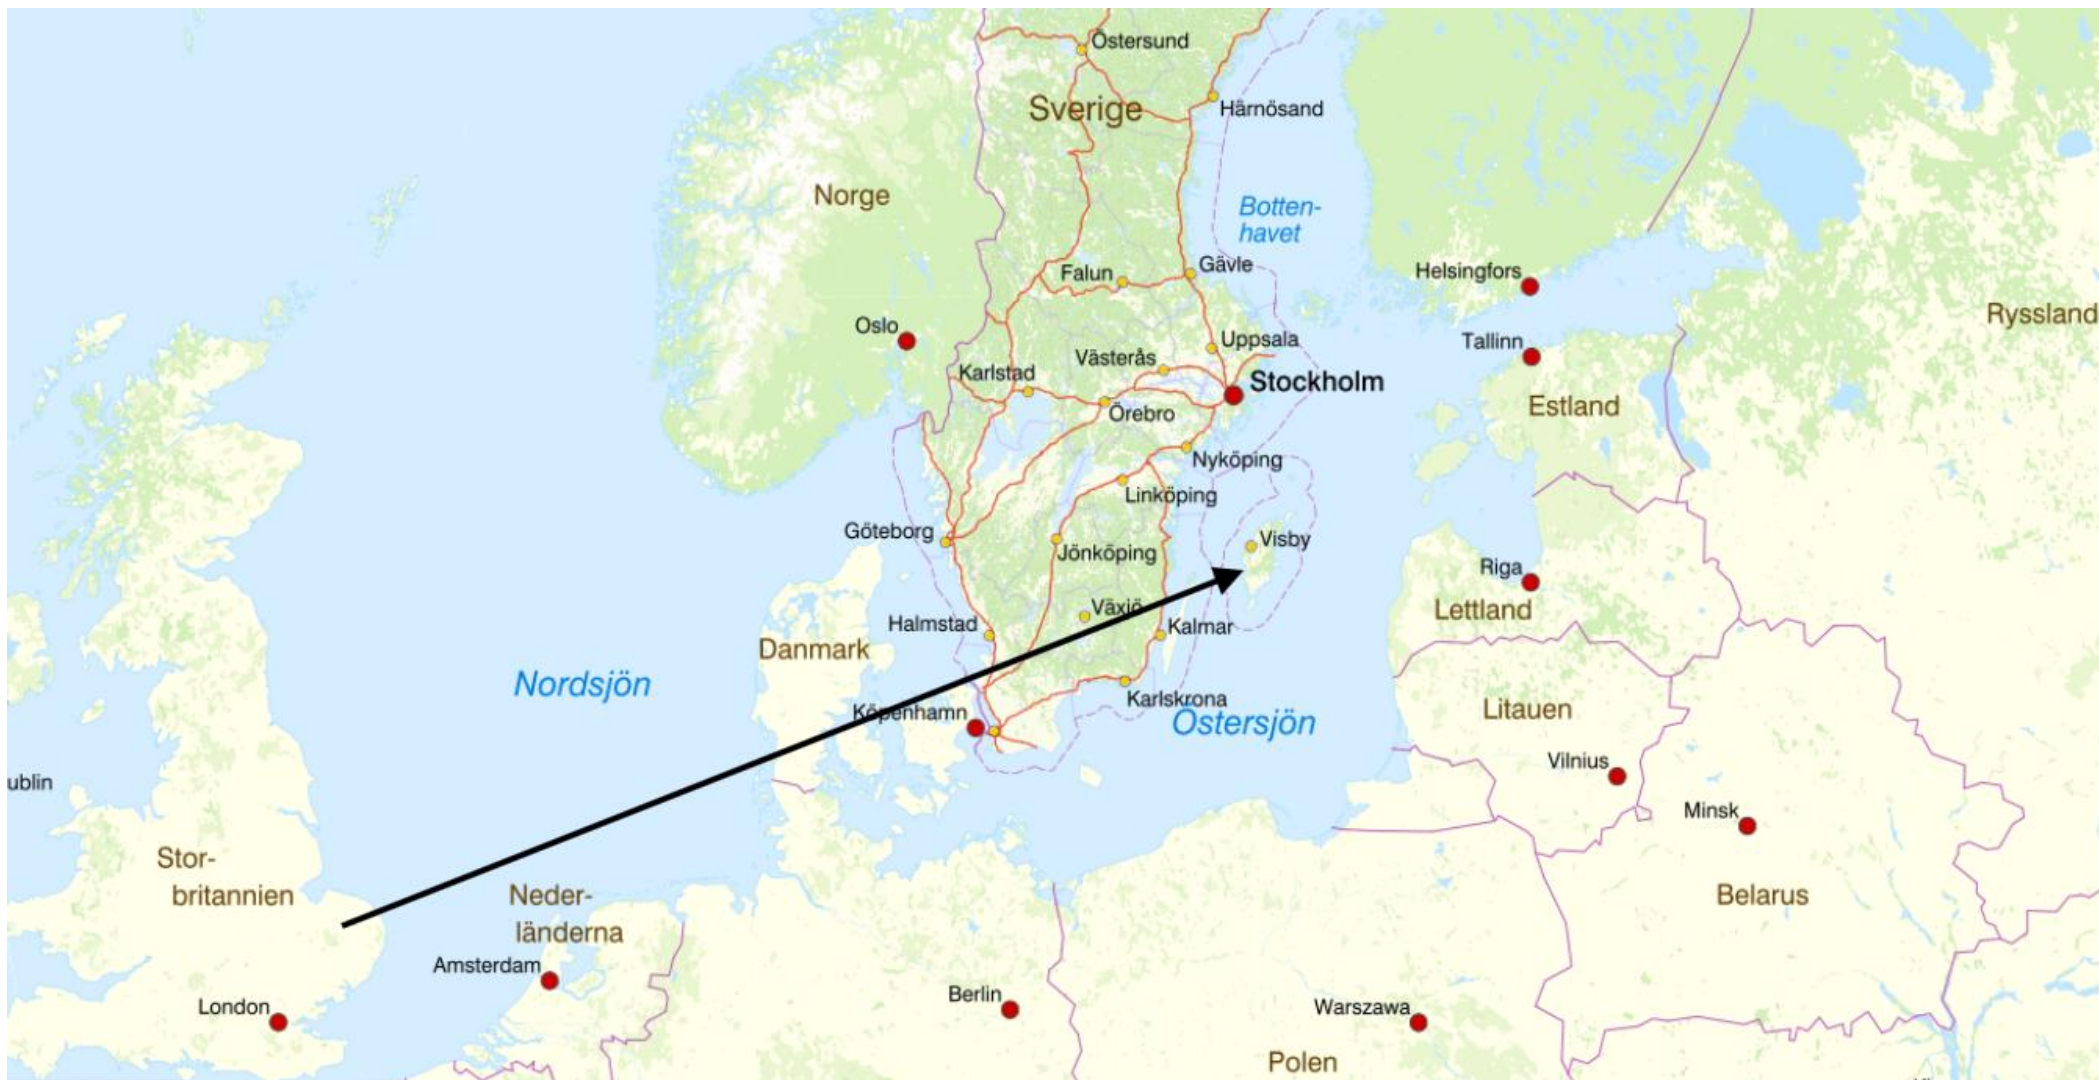 Östersund
Sverige
Härnösand
Norge
Botten-
havet
Falun
Gävle
Helsingfors
Ryssland
Oslo
Uppsala
Tallinn
Västerås
Karlstad
Stockholm
Örebro
Estland
Nyköping
Linköping
Göteborg
Visby
Jönköping
Riga
Växjö
Lettland
Halmstad
Kalmar
Danmark
Nordsjön
Karlskrona
Litauen
Köpenhamn
Östersjön
Vilnius
ublin
Minsk
Stor-
britannien
Neder-
länderna
Belarus
Amsterdam
Berlin
London
Warszawa
Polen